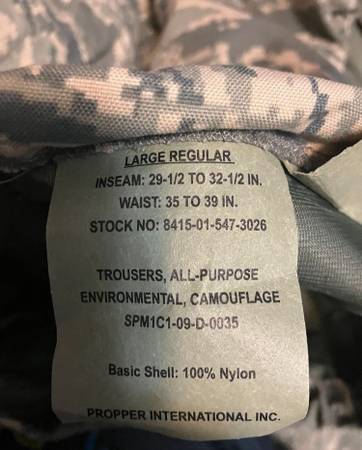 LARGE REGULAR
INSEAM: 29-1/2 TO 32-1/2 IN.
WAIST: 35 TO 39 IN.
STOCK NO: 8415-01-547-3026
TROUSERS, ALL-PURPOSE
ENVIRONMENTAL, CAMOUFLAGE
SPM1C1-09-D-0035
Basic Shell: 100% Nylon
PROPPER INTERNATIONAL INC.